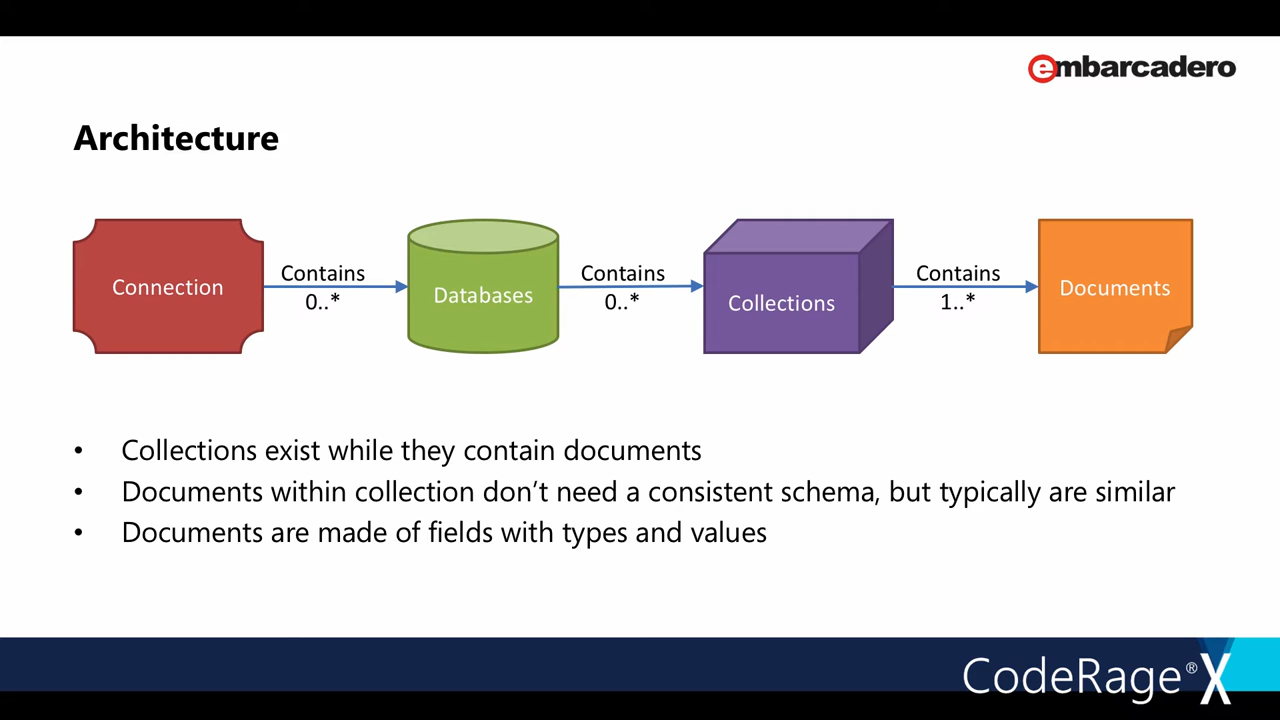 embarcadero
Architecture
Connection
Contains
0..*
Databases
Contains
0..*
Collections
Contains
1..*
Documents
• Collections exist while they contain documents
• Documents within collection don’t need a consistent schema, but typically are similar
• Documents are made of fields with types and values
CodeRage® X